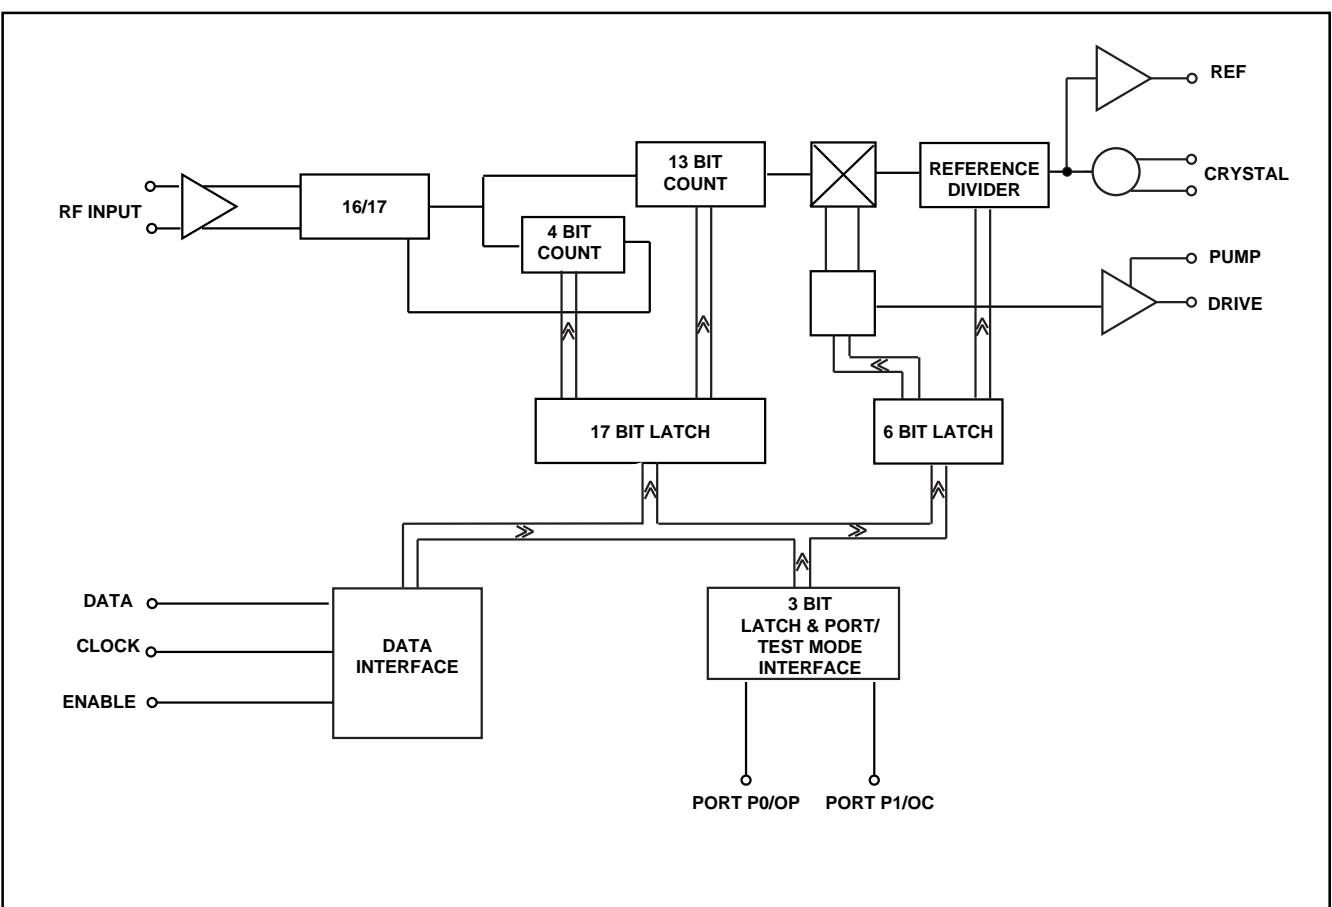 REF
13 BIT
COUNT
REFERENCE
DIVIDER
CRYSTAL
RF INPUT
16/17
4 BIT
COUNT
PUMP
DRIVE
17 BIT LATCH
6 BIT LATCH
DATA
CLOCK
ENABLE
DATA
INTERFACE
3 BIT
LATCH & PORT/
TEST MODE
INTERFACE
PORT P0/OP
PORT P1/OC